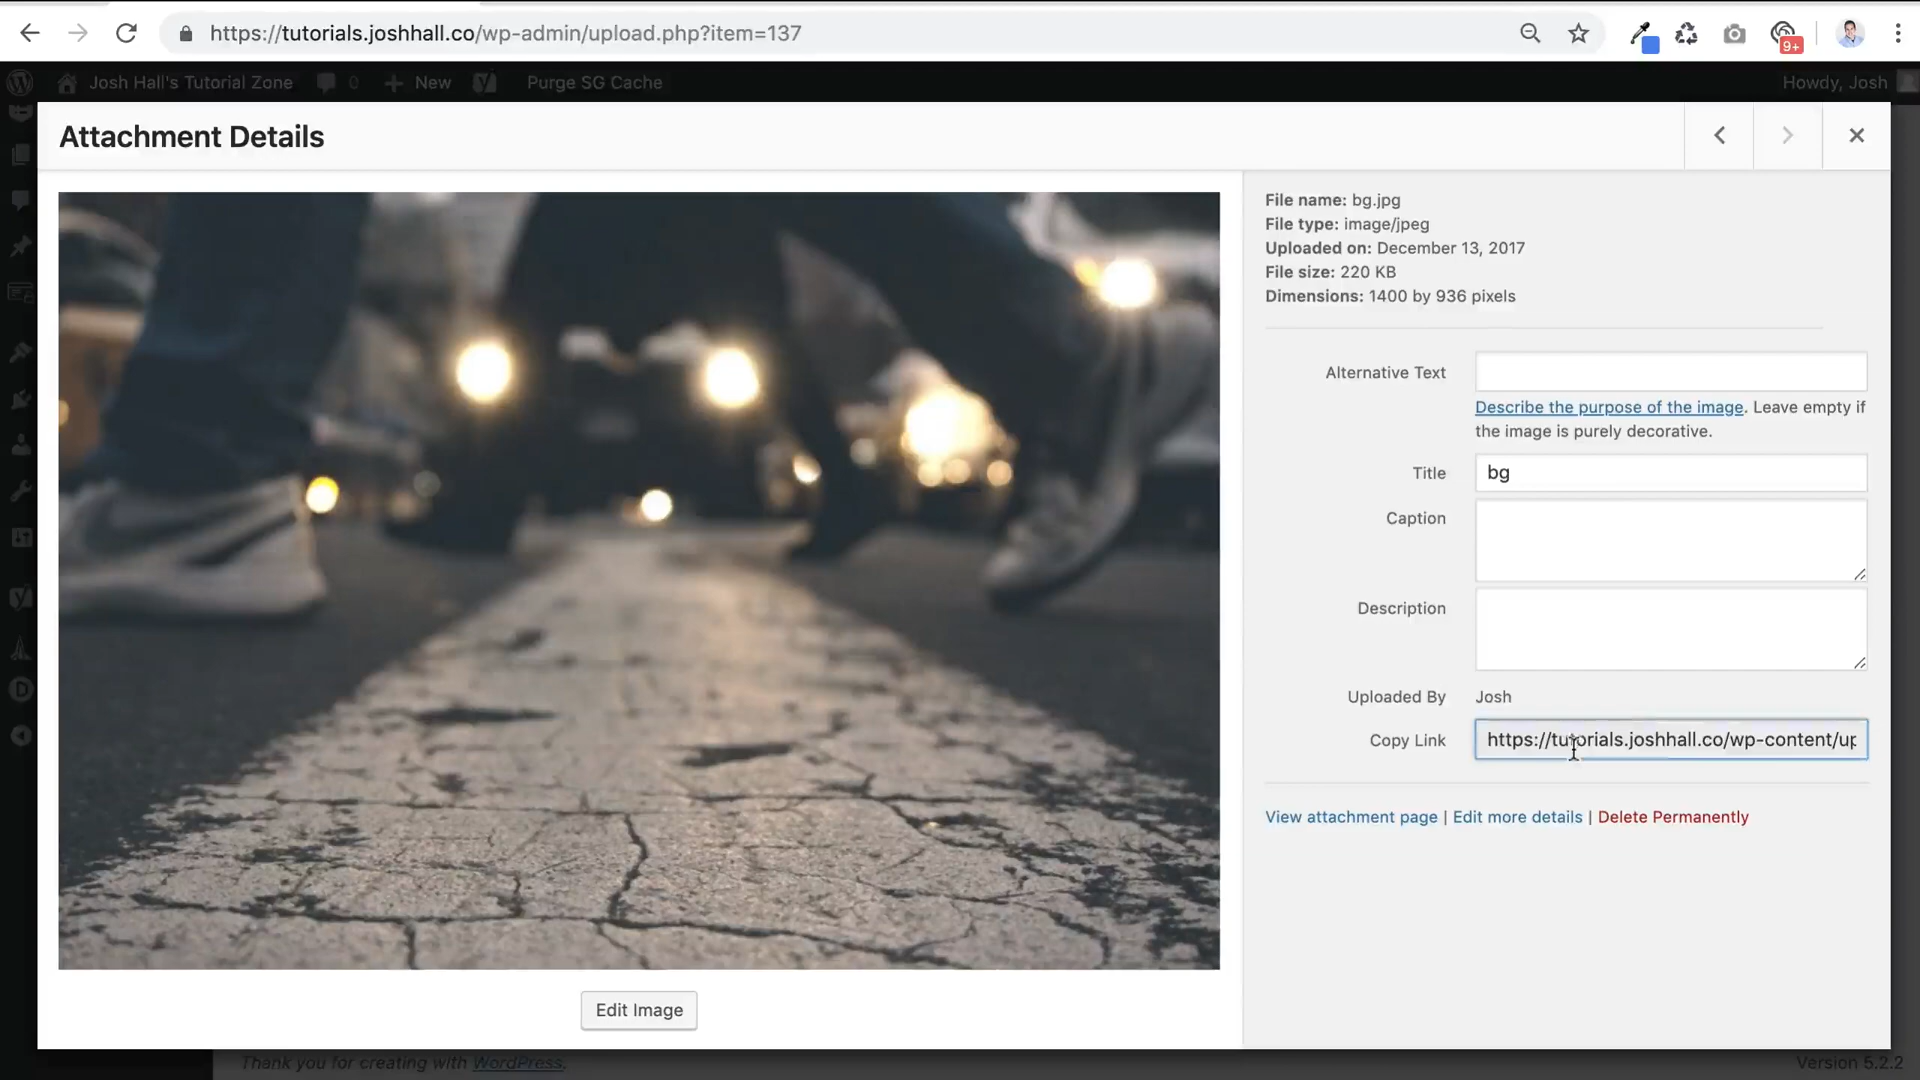 https://tutorials.joshhall.co/wp-admin/upload.php?item=137
9+
Josh Hall's Tutorial Zone
0
New
Purge SG Cache
Howdy, Josh
Attachment Details
File name: bg.jpg
File type: image/jpeg
Uploaded on: December 13, 2017
File size: 220 KB
Dimensions: 1400 by 936 pixels
Alternative Text
Describe the purpose of the image. Leave empty if
the image is purely decorative.
Title
bg
Caption
Description
Uploaded By
Josh
Copy Link
https://tutorials.joshhall.co/wp-content/up
View attachment page | Edit more details | Delete Permanently
Edit Image
Thank you for creating with WordPress.
Version 5.2.2